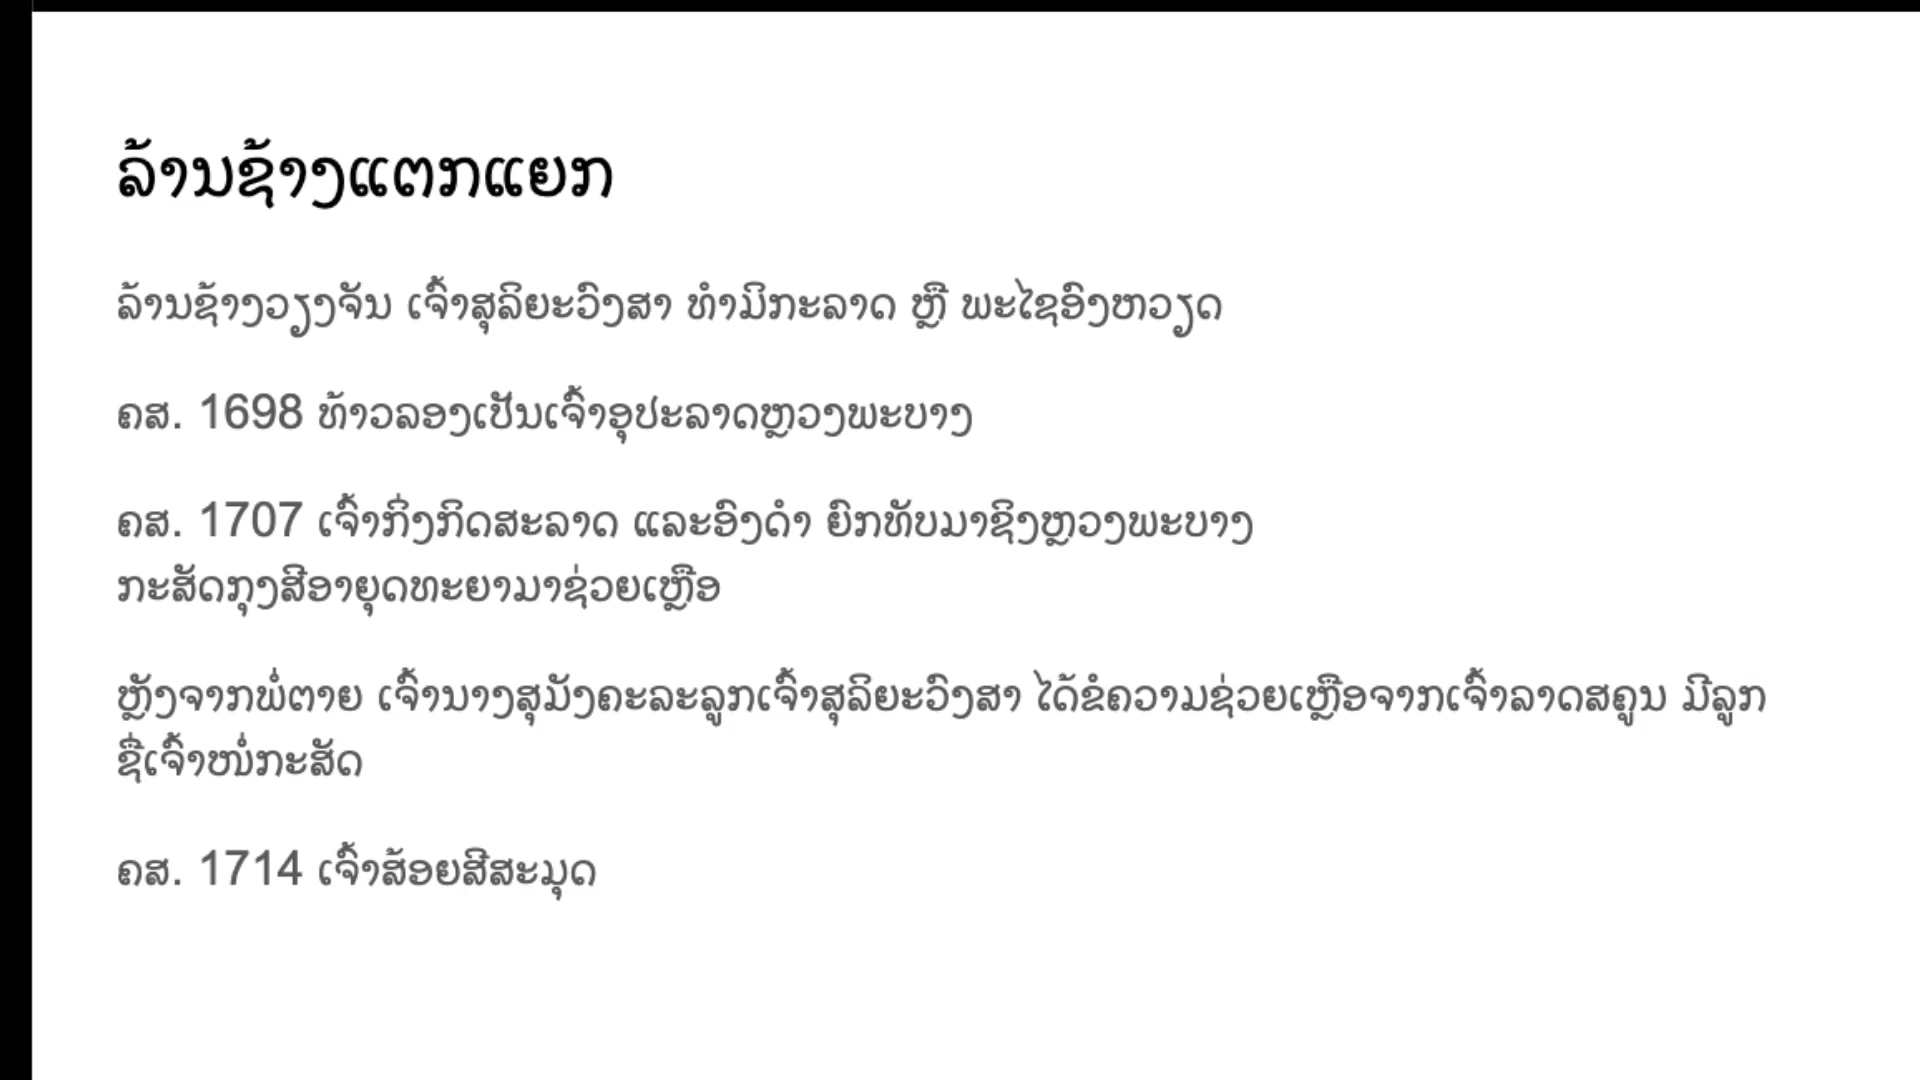 ລ້ານຊ້າງແຕກແຍກ
ລ້ານຊ້າງວຽງຈັນ ເຈົ້າສຸລິຍະວົງສາ ທຳມິກະລາດ ຫຼື ພະໄຊອົງຫວຽດ
ຄສ. 1698 ທ້າວລອງເປັນເຈົ້າອຸປະລາດຫຼວງພະບາງ
ຄສ. 1707 ເຈົ້າກິ່ງກິດສະລາດ ແລະອົງດຳ ຍົກທັບມາຊິງຫຼວງພະບາງ
ກະສັດກຸງສີອາຍຸດທະຍາມາຊ່ວຍເຫຼືອ
ຫຼັງຈາກພໍ່ຕາຍ ເຈົ້ານາງສຸມັງຄະລະລູກເຈົ້າສຸລິຍະວົງສາ ໄດ້ຂໍຄວາມຊ່ວຍເຫຼືອຈາກເຈົ້າລາດສຄູນ ມີລູກ
ຊື່ເຈົ້າໜໍ່ກະສັດ
ຄສ. 1714 ເຈົ້າສ້ອຍສີສະມຸດ